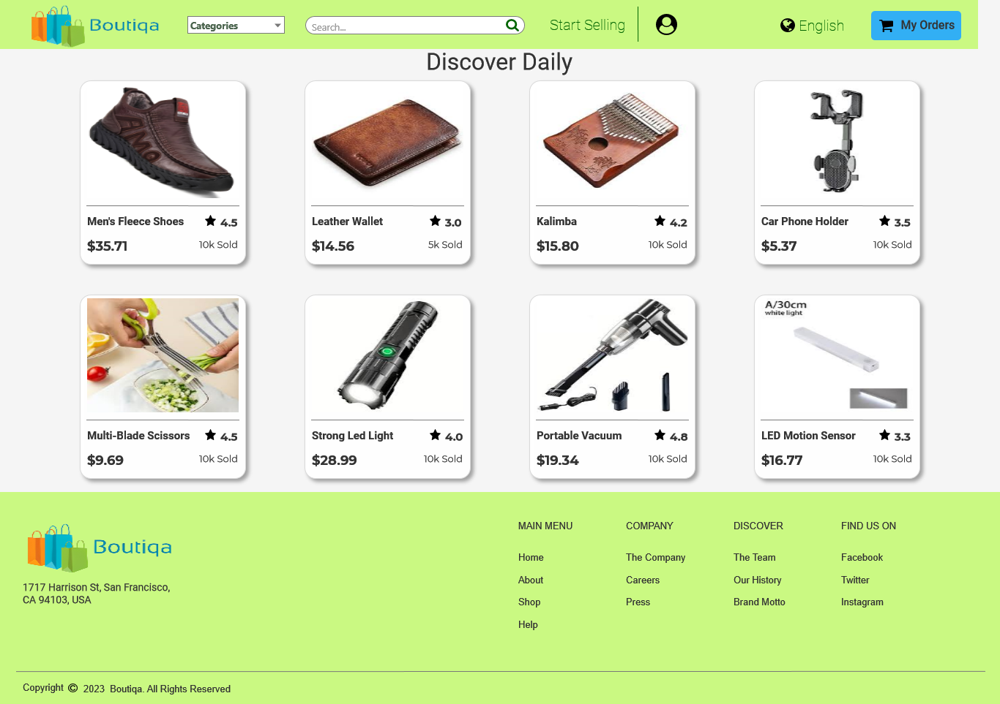 Boutiqa
Categories
Search...
Start Selling
English
My Orders
Discover Daily
Men's Fleece Shoes 4.5
$35.71 10k Sold
Leather Wallet 3.0
$14.56 5k Sold
Kalimba 4.2
$15.80 10k Sold
Car Phone Holder 3.5
$5.37 10k Sold
A/30cm
white light
Multi-Blade Scissors 4.5
$9.69 10k Sold
Strong Led Light 4.0
$28.99 10k Sold
Portable Vacuum 4.8
$19.34 10k Sold
LED Motion Sensor 3.3
$16.77 10k Sold
Boutiqa
1717 Harrison St, San Francisco,
CA 94103, USA
MAIN MENU
Home
About
Shop
Help
COMPANY
The Company
Careers
Press
DISCOVER
The Team
Our History
Brand Motto
FIND US ON
Facebook
Twitter
Instagram
Copyright © 2023 Boutiqa. All Rights Reserved